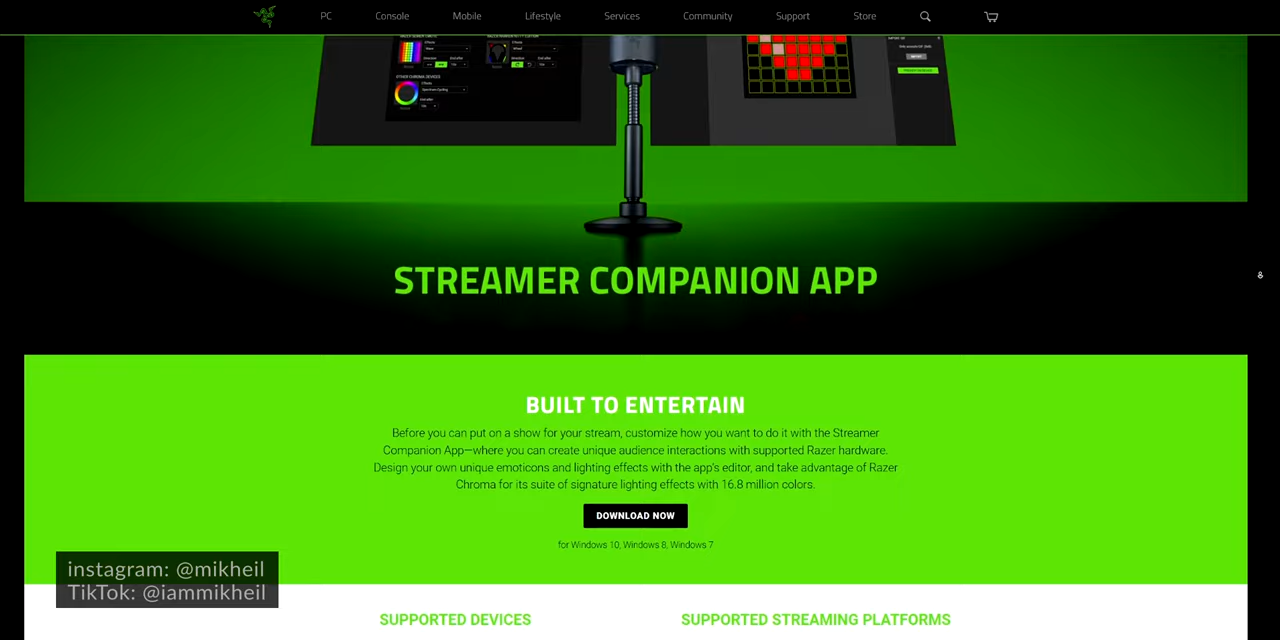 PC Console Mobile Lifestyle Services Community Support Store
OTHER CHROMA DEVICES
STREAMER COMPANION APP
BUILT TO ENTERTAIN
Before you can put on a show for your stream, customize how you want to do it with the Streamer
Companion App—where you can create unique audience interactions with supported Razer hardware.
Design your own unique emoticons and lighting effects with the app's editor, and take advantage of Razer
Chroma for its suite of signature lighting effects with 16.8 million colors.
DOWNLOAD NOW
for Windows 10, Windows 8, Windows 7
instagram: @mikheil
TikTok: @iammikheil
SUPPORTED DEVICES SUPPORTED STREAMING PLATFORMS